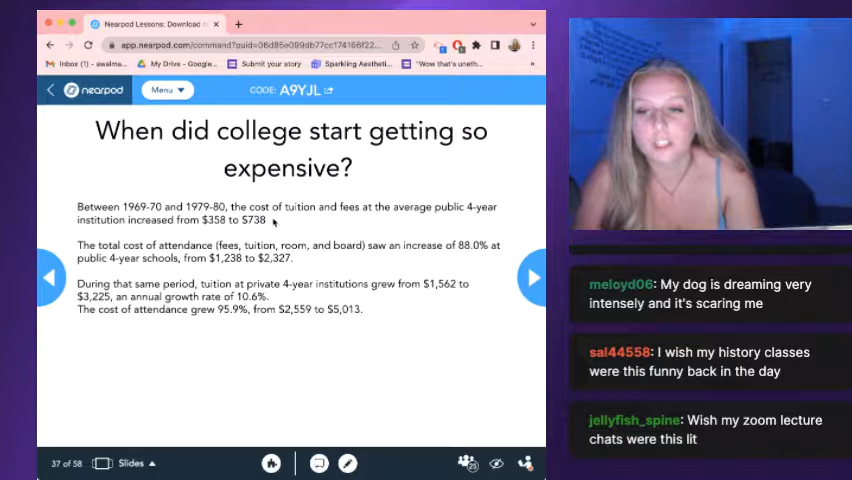 Nearpod Lessons: Download r
app.nearpod.com/command?puid=06d85e099db77cc174166f22...
Inbox (6) - awalma...
My Drive - Google...
Submit your story
Sparkling Aestheti...
"Wow that's uneth...
nearpod
Menu
CODE: A9YJL
When did college start getting so
expensive?
Between 1969-70 and 1979-80, the cost of tuition and fees at the average public 4-year
institution increased from $358 to $738
The total cost of attendance (fees, tuition, room, and board) saw an increase of 88.0% at
public 4-year schools, from $1,238 to $2,327.
During that same period, tuition at private 4-year institutions grew from $1,562 to
$3,225, an annual growth rate of 10.6%.
The cost of attendance grew 95.9%, from $2,559 to $5,013.
37 of 58
Slides
25
meloyd06: My dog is dreaming very
intensely and it's scaring me
sal44558: I wish my history classes
were this funny back in the day
jellyfish_spine: Wish my zoom lecture
chats were this lit